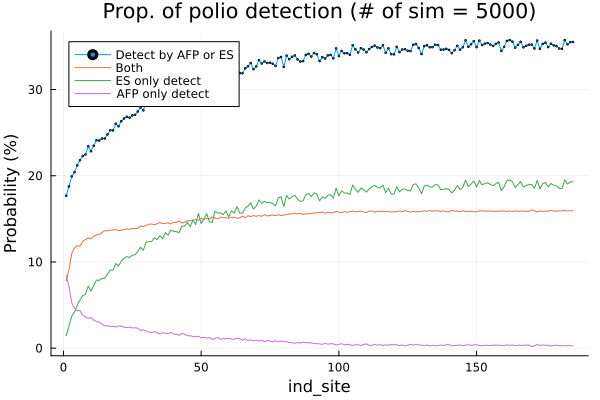 Prop. of polio detection (# of sim = 5000)
Detect by AFP or ES
Both
ES only detect
AFP only detect
30
20
10
0
Probability (%)
0 50 100 150
ind_site